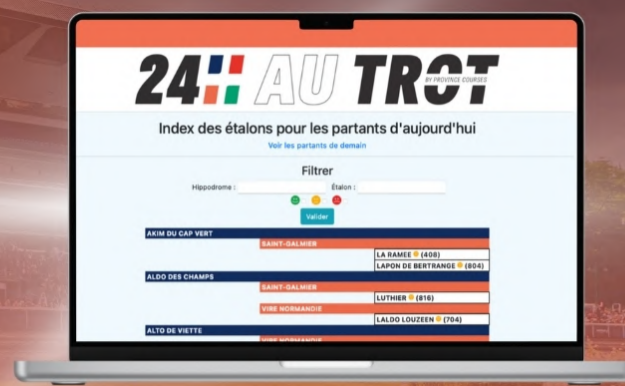 24H AU TROT
BY PROVINCE COURSES
Index des étalons pour les partants d'aujourd'hui
Voir les partants de demain
Filtrer
Hippodrome : Étalon :
Valider
AKIM DU CAP VERT
SAINT-GALMIER
LA RAMEE (408)
LAPON DE BERTRANGE (804)
ALDO DES CHAMPS
SAINT-GALMIER
LUTHIER (816)
VIRE NORMANDIE
LALDO LOUZEEN (704)
ALTO DE VIETTE
VIRE NORMANDIE